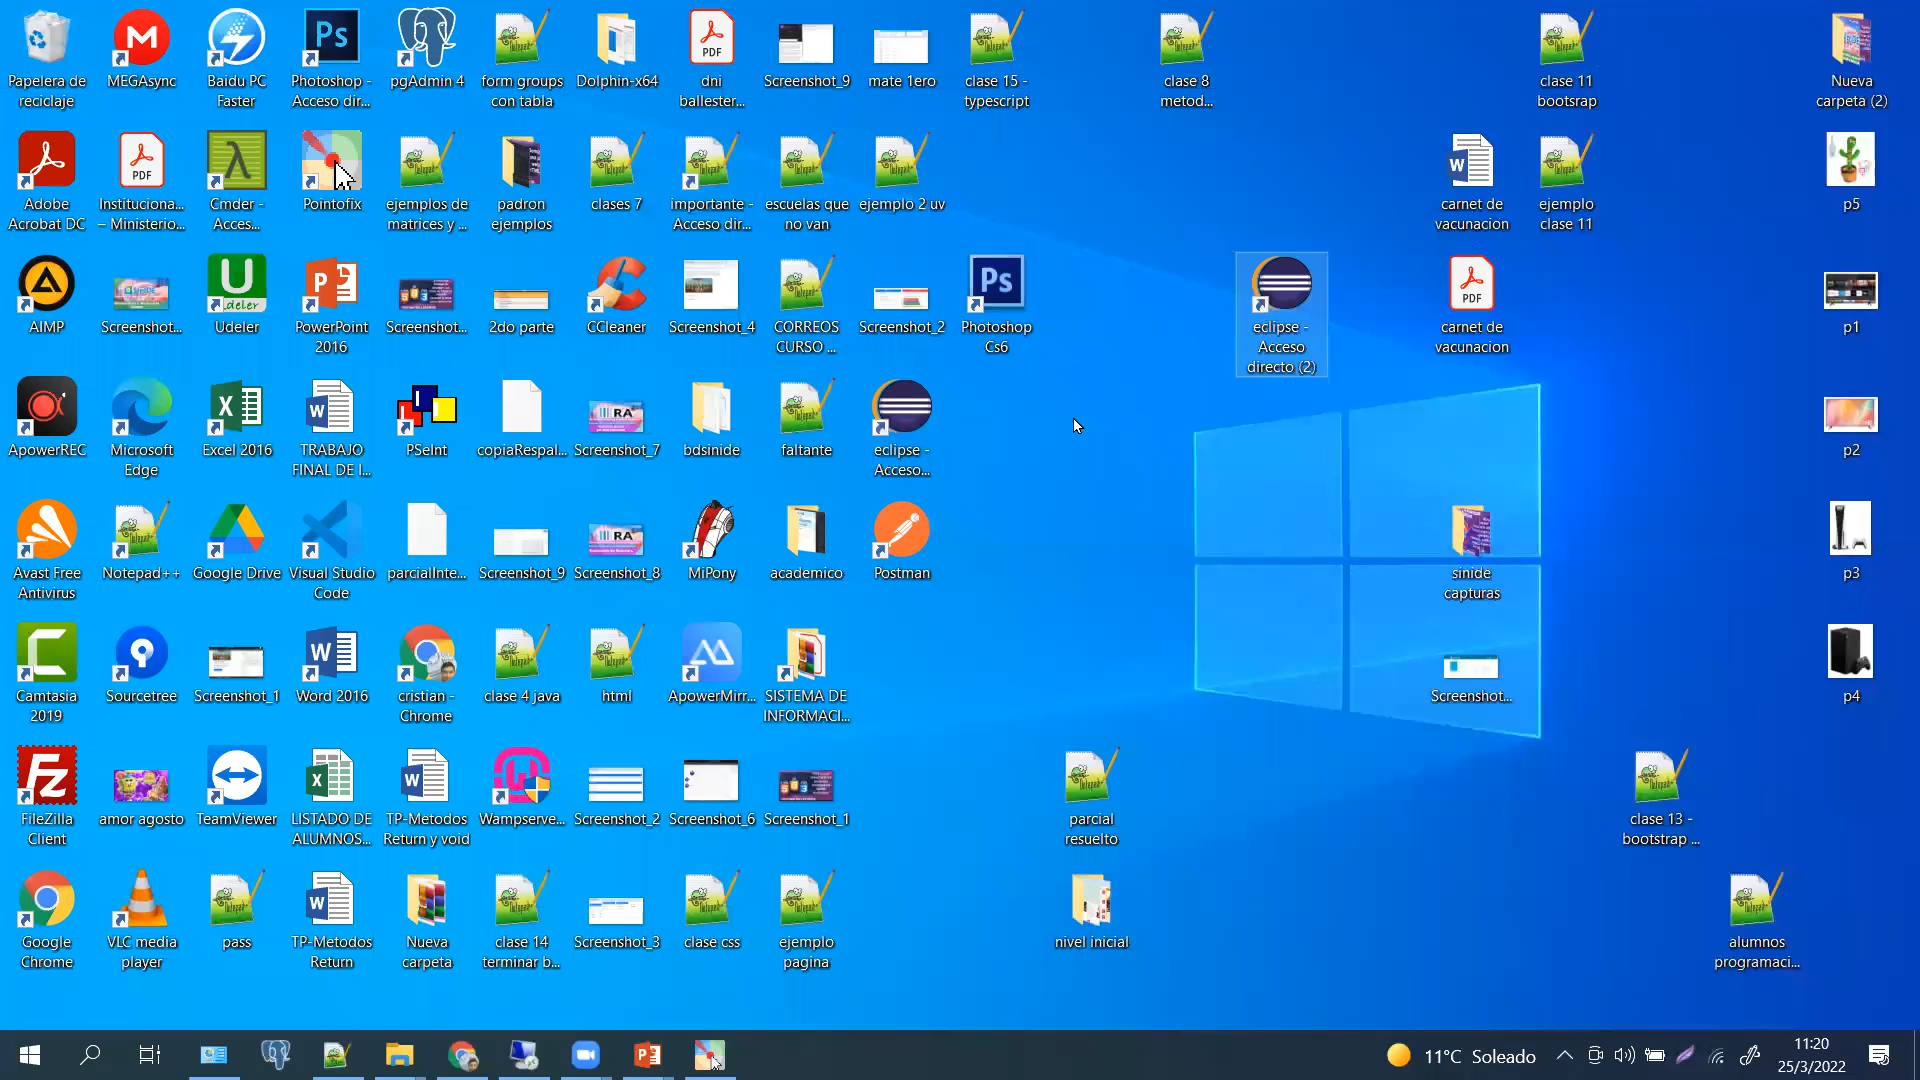 Papelera de
reciclaje
MEGAsync
Baidu PC
Faster
Photoshop -
Acceso dir...
pgAdmin 4
form groups
con tabla
Dolphin-x64
dni
ballester...
Screenshot_9
mate 1ero
clase 15 -
typescript
clase 8
metod...
clase 11
bootsrap
Nueva
carpeta (2)
Adobe
Acrobat DC
Instituciona...
– Ministerio...
Cmder -
Acces...
Pointofix
ejemplos de
matrices y ...
padron
ejemplos
clases 7
importante -
Acceso dir...
escuelas que
no van
ejemplo 2 uv
carnet de
vacunacion
ejemplo
clase 11
p5
AIMP
Screenshot...
Udeler
PowerPoint
2016
Screenshot...
2do parte
CCleaner
Screenshot_4
CORREOS
CURSO ...
Screenshot_2
Photoshop
Cs6
eclipse -
Acceso
directo (2)
carnet de
vacunacion
p1
ApowerREC
Microsoft
Edge
Excel 2016
TRABAJO
FINAL DE I...
PSeInt
copiaRespal...
Screenshot_7
bdsinide
faltante
eclipse -
Acceso...
p2
Avast Free
Antivirus
Notepad++
Google Drive
Visual Studio
Code
parcialInte...
Screenshot_9
Screenshot_8
MiPony
academico
Postman
sinide
capturas
p3
Camtasia
2019
Sourcetree
Screenshot_1
Word 2016
cristian -
Chrome
clase 4 java
html
ApowerMirr...
SISTEMA DE
INFORMACI...
Screenshot...
p4
FileZilla
Client
amor agosto
TeamViewer
LISTADO DE
ALUMNOS...
TP-Metodos
Return y void
Wampserve...
Screenshot_2
Screenshot_6
Screenshot_1
parcial
resuelto
clase 13 -
bootstrap ...
Google
Chrome
VLC media
player
pass
TP-Metodos
Return
Nueva
carpeta
clase 14
terminar b...
Screenshot_3
clase css
ejemplo
pagina
nivel inicial
alumnos
programaci...
11°C Soleado
11:20
25/3/2022